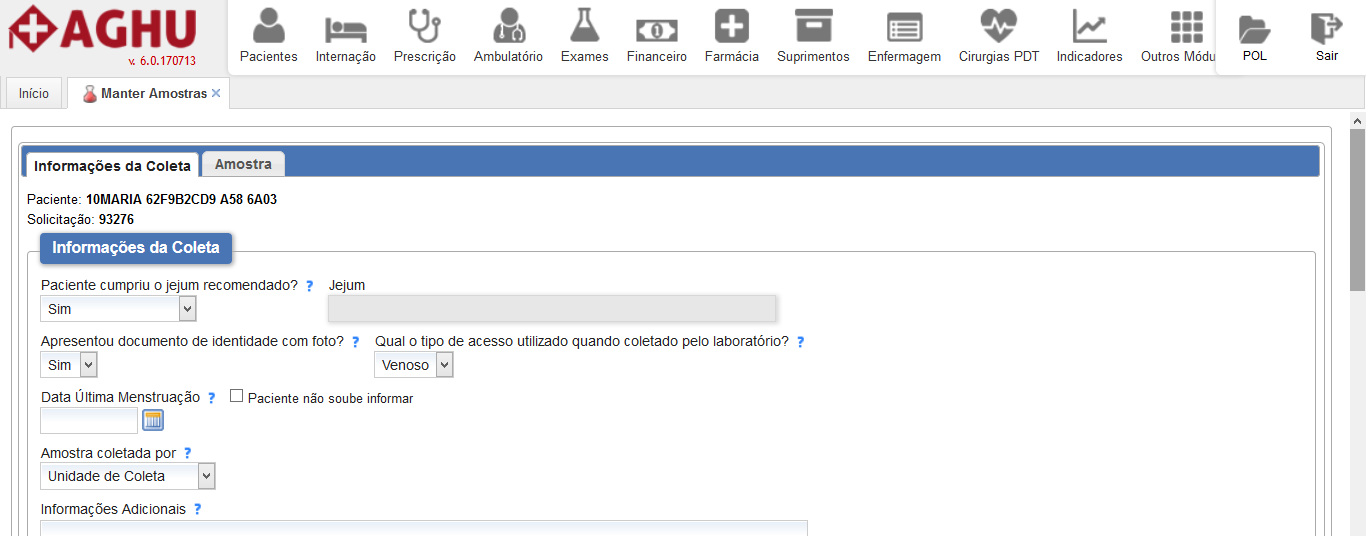 AGHU
v. 6.0.170713
Pacientes Internação Prescrição Ambulatório Exames Financeiro Farmácia Suprimentos Enfermagem Cirurgias PDT Indicadores Outros Módu POL Sair
Início Manter Amostras
Informações da Coleta Amostra
Paciente: 10MARIA 62F9B2CD9 A58 6A03
Solicitação: 93276
Informações da Coleta
Paciente cumpriu o jejum recomendado? ? Jejum
Sim
Apresentou documento de identidade com foto? ? Qual o tipo de acesso utilizado quando coletado pelo laboratório? ?
Sim Venoso
Data Última Menstruação ? Paciente não soube informar
Amostra coletada por ?
Unidade de Coleta
Informações Adicionais ?